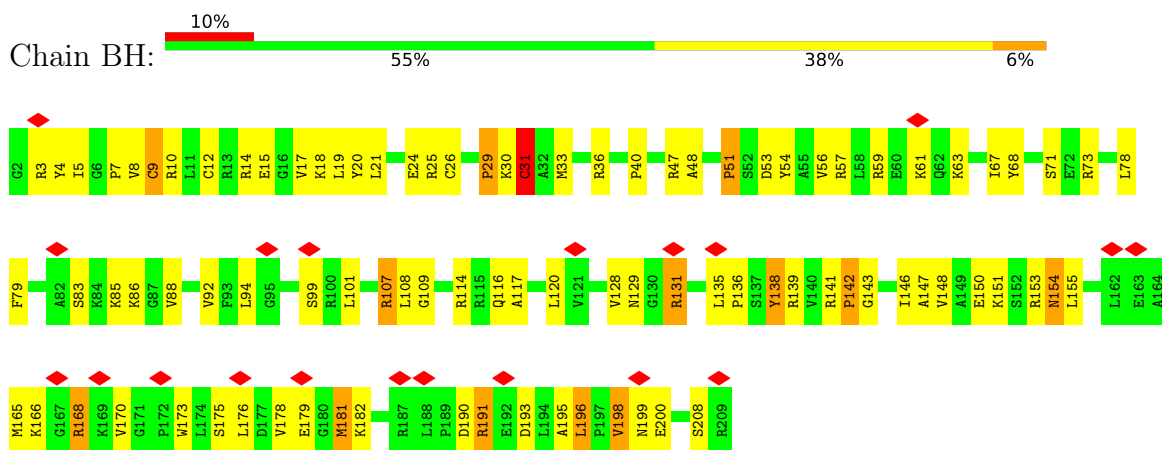 10%
Chain BH:
55% 38% 6%
G2 R3 Y4 I5 G6 P7 V8 C9 R10 L11 C12 R13 R14 E15 G16 V17 K18 L19 Y20 L21 E24 R25 C26 P29 K30 C31 A32 M33 R36 P40 R47 A48 P51 S52 D53 Y54 A55 V56 R57 L58 R59 E60 K61 Q62 K63 I67 Y68 S71 E72 R73 L78
F79 A82 S83 K84 K85 K86 G87 V88 V92 F93 L94 G95 S99 R100 L101 R107 L108 G109 R114 R115 Q116 A117 L120 V121 V128 N129 G130 R131 L135 P136 S137 Y138 R139 V140 R141 P142 G143 I146 A147 V148 A149 E150 K151 S152 R153 N154 L155 L162 E163 A164
M165 K166 G167 R168 K169 V170 G171 P172 W173 L174 S175 L176 D177 V178 E179 G180 M181 K182 R187 L188 P189 D190 R191 E192 D193 L194 A195 L196 P197 V198 N199 E200 S208 R209